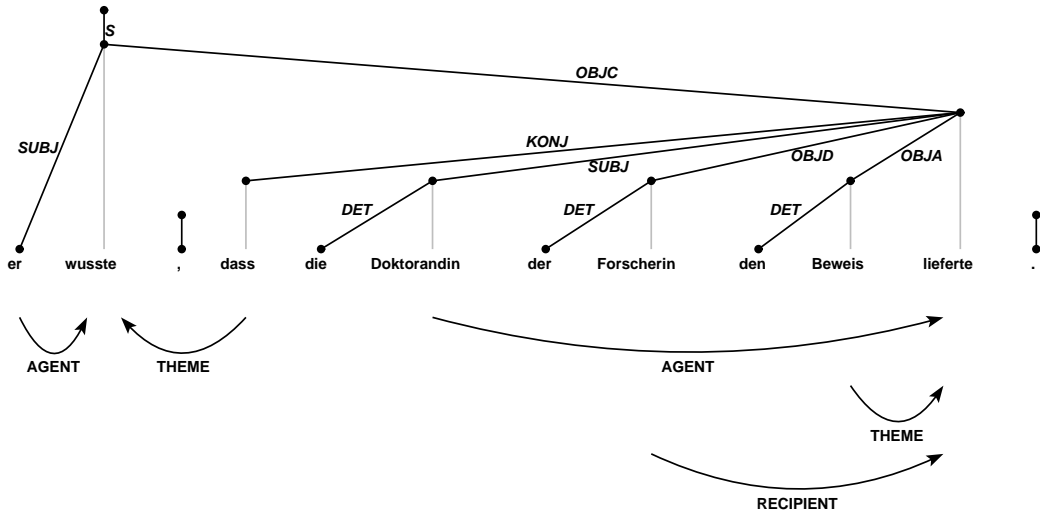 S
OBJC
SUBJ
KONJ
SUBJ
OBJD
OBJA
DET
DET
DET
er wusste , dass die Doktorandin der Forscherin den Beweis lieferte .
AGENT THEME AGENT
THEME
RECIPIENT